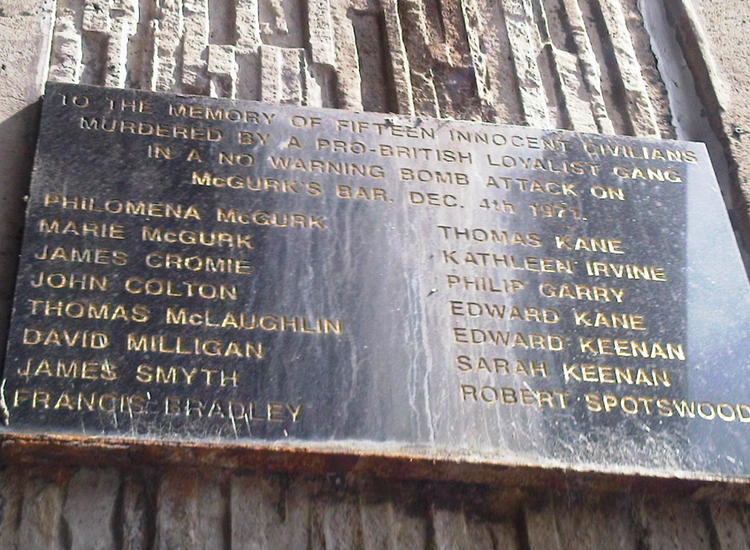 TO THE MEMORY OF FIFTEEN INNOCENT CIVILIANS
MURDERED BY A PRO-BRITISH LOYALIST GANG
IN A NO WARNING BOMB ATTACK ON
McGURK'S BAR, DEC. 4th 1971.
PHILOMENA McGURK
MARIE McGURK
JAMES CROMIE
JOHN COLTON
THOMAS McLAUGHLIN
DAVID MILLIGAN
JAMES SMYTH
FRANCIS BRADLEY
THOMAS KANE
KATHLEEN IRVINE
PHILIP GARRY
EDWARD KANE
EDWARD KEENAN
SARAH KEENAN
ROBERT SPOTSWOOD